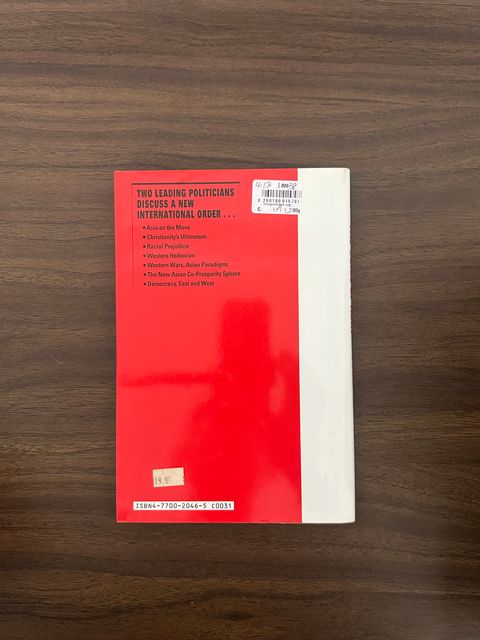 TWO LEADING POLITICIANS
DISCUSS A NEW
INTERNATIONAL ORDER . . .
• Asia on the Move
• Christianity's Ultimatum
• Racial Prejudice
• Western Hedonism
• Western Wars, Asian Paradigms
• The New Asian Co-Prosperity Sphere
• Democracy, East and West
19.95
ISBN4-7700-2046-5 C0031